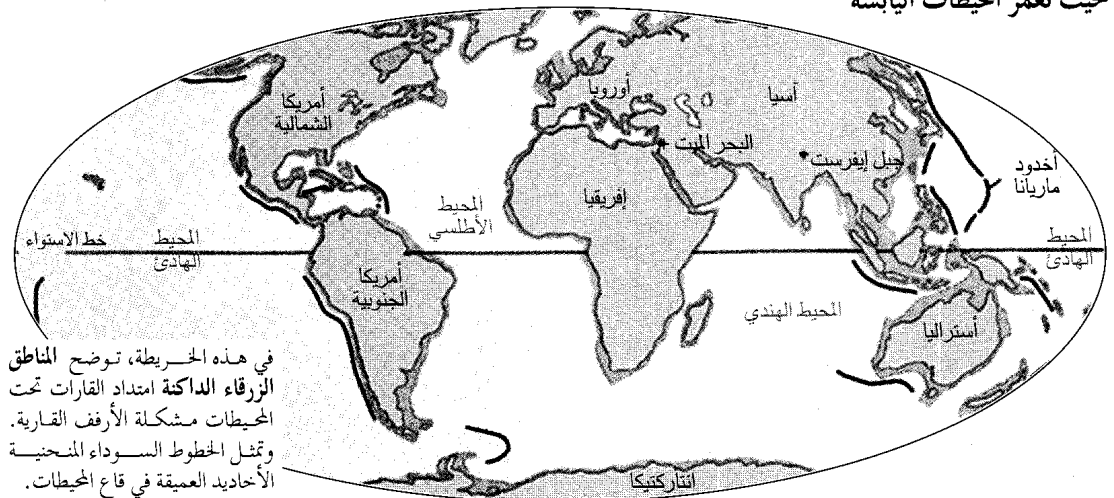 حيث تغمر المحيطات اليابسة
أمريكا
الشمالية
أوروبا
آسيا
البحر الميت
جبل إيفرست
أخدود
ماريانا
إفريقيا
المحيط
الأطلسي
المحيط
الهادئ
خط الاستواء
المحيط
الهادئ
أمريكا
الجنوبية
المحيط الهندي
أستراليا
انتاركتيكا
في هذه الخريطة، توضح المناطق
الزرقاء الداكنة امتداد القارات تحت
المحيطات مشكلة الأرفف القارية.
وتمثل الخطوط السوداء المنحنية
الأخاديد العميقة في قاع المحيطات.